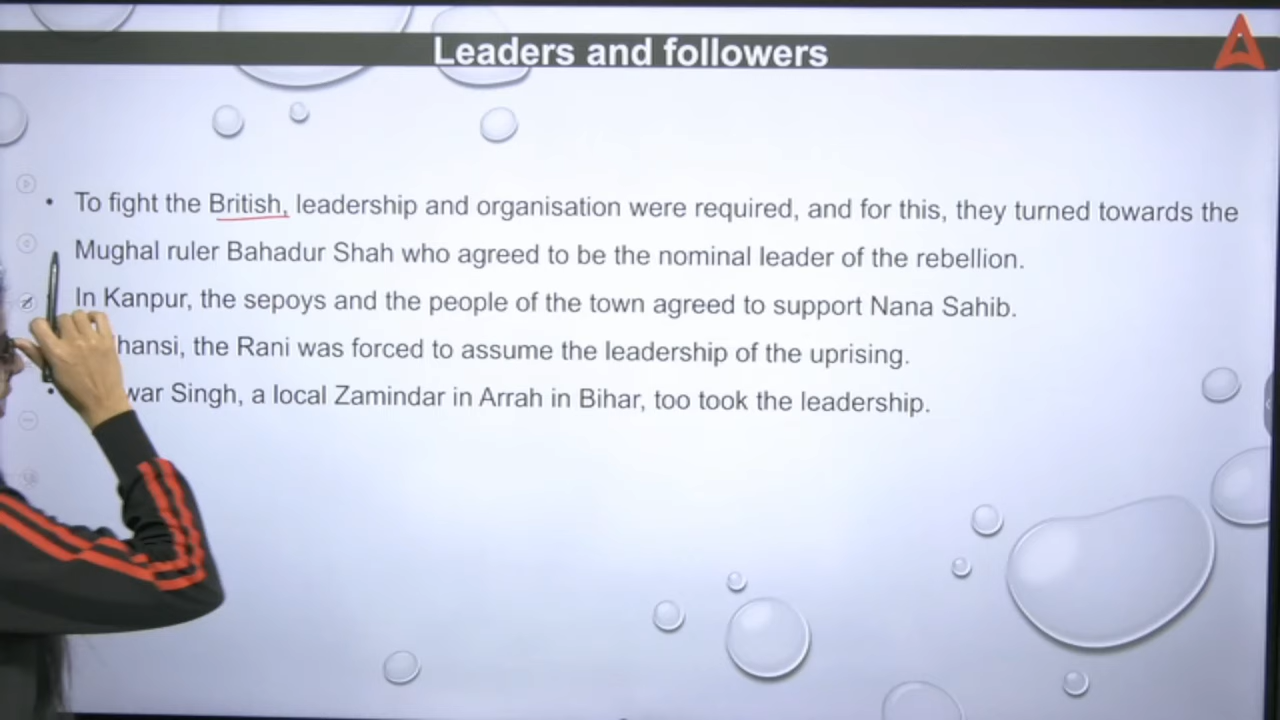 Leaders and followers
• To fight the British, leadership and organisation were required, and for this, they turned towards the
Mughal ruler Bahadur Shah who agreed to be the nominal leader of the rebellion.
In Kanpur, the sepoys and the people of the town agreed to support Nana Sahib.
hansi, the Rani was forced to assume the leadership of the uprising.
• war Singh, a local Zamindar in Arrah in Bihar, too took the leadership.